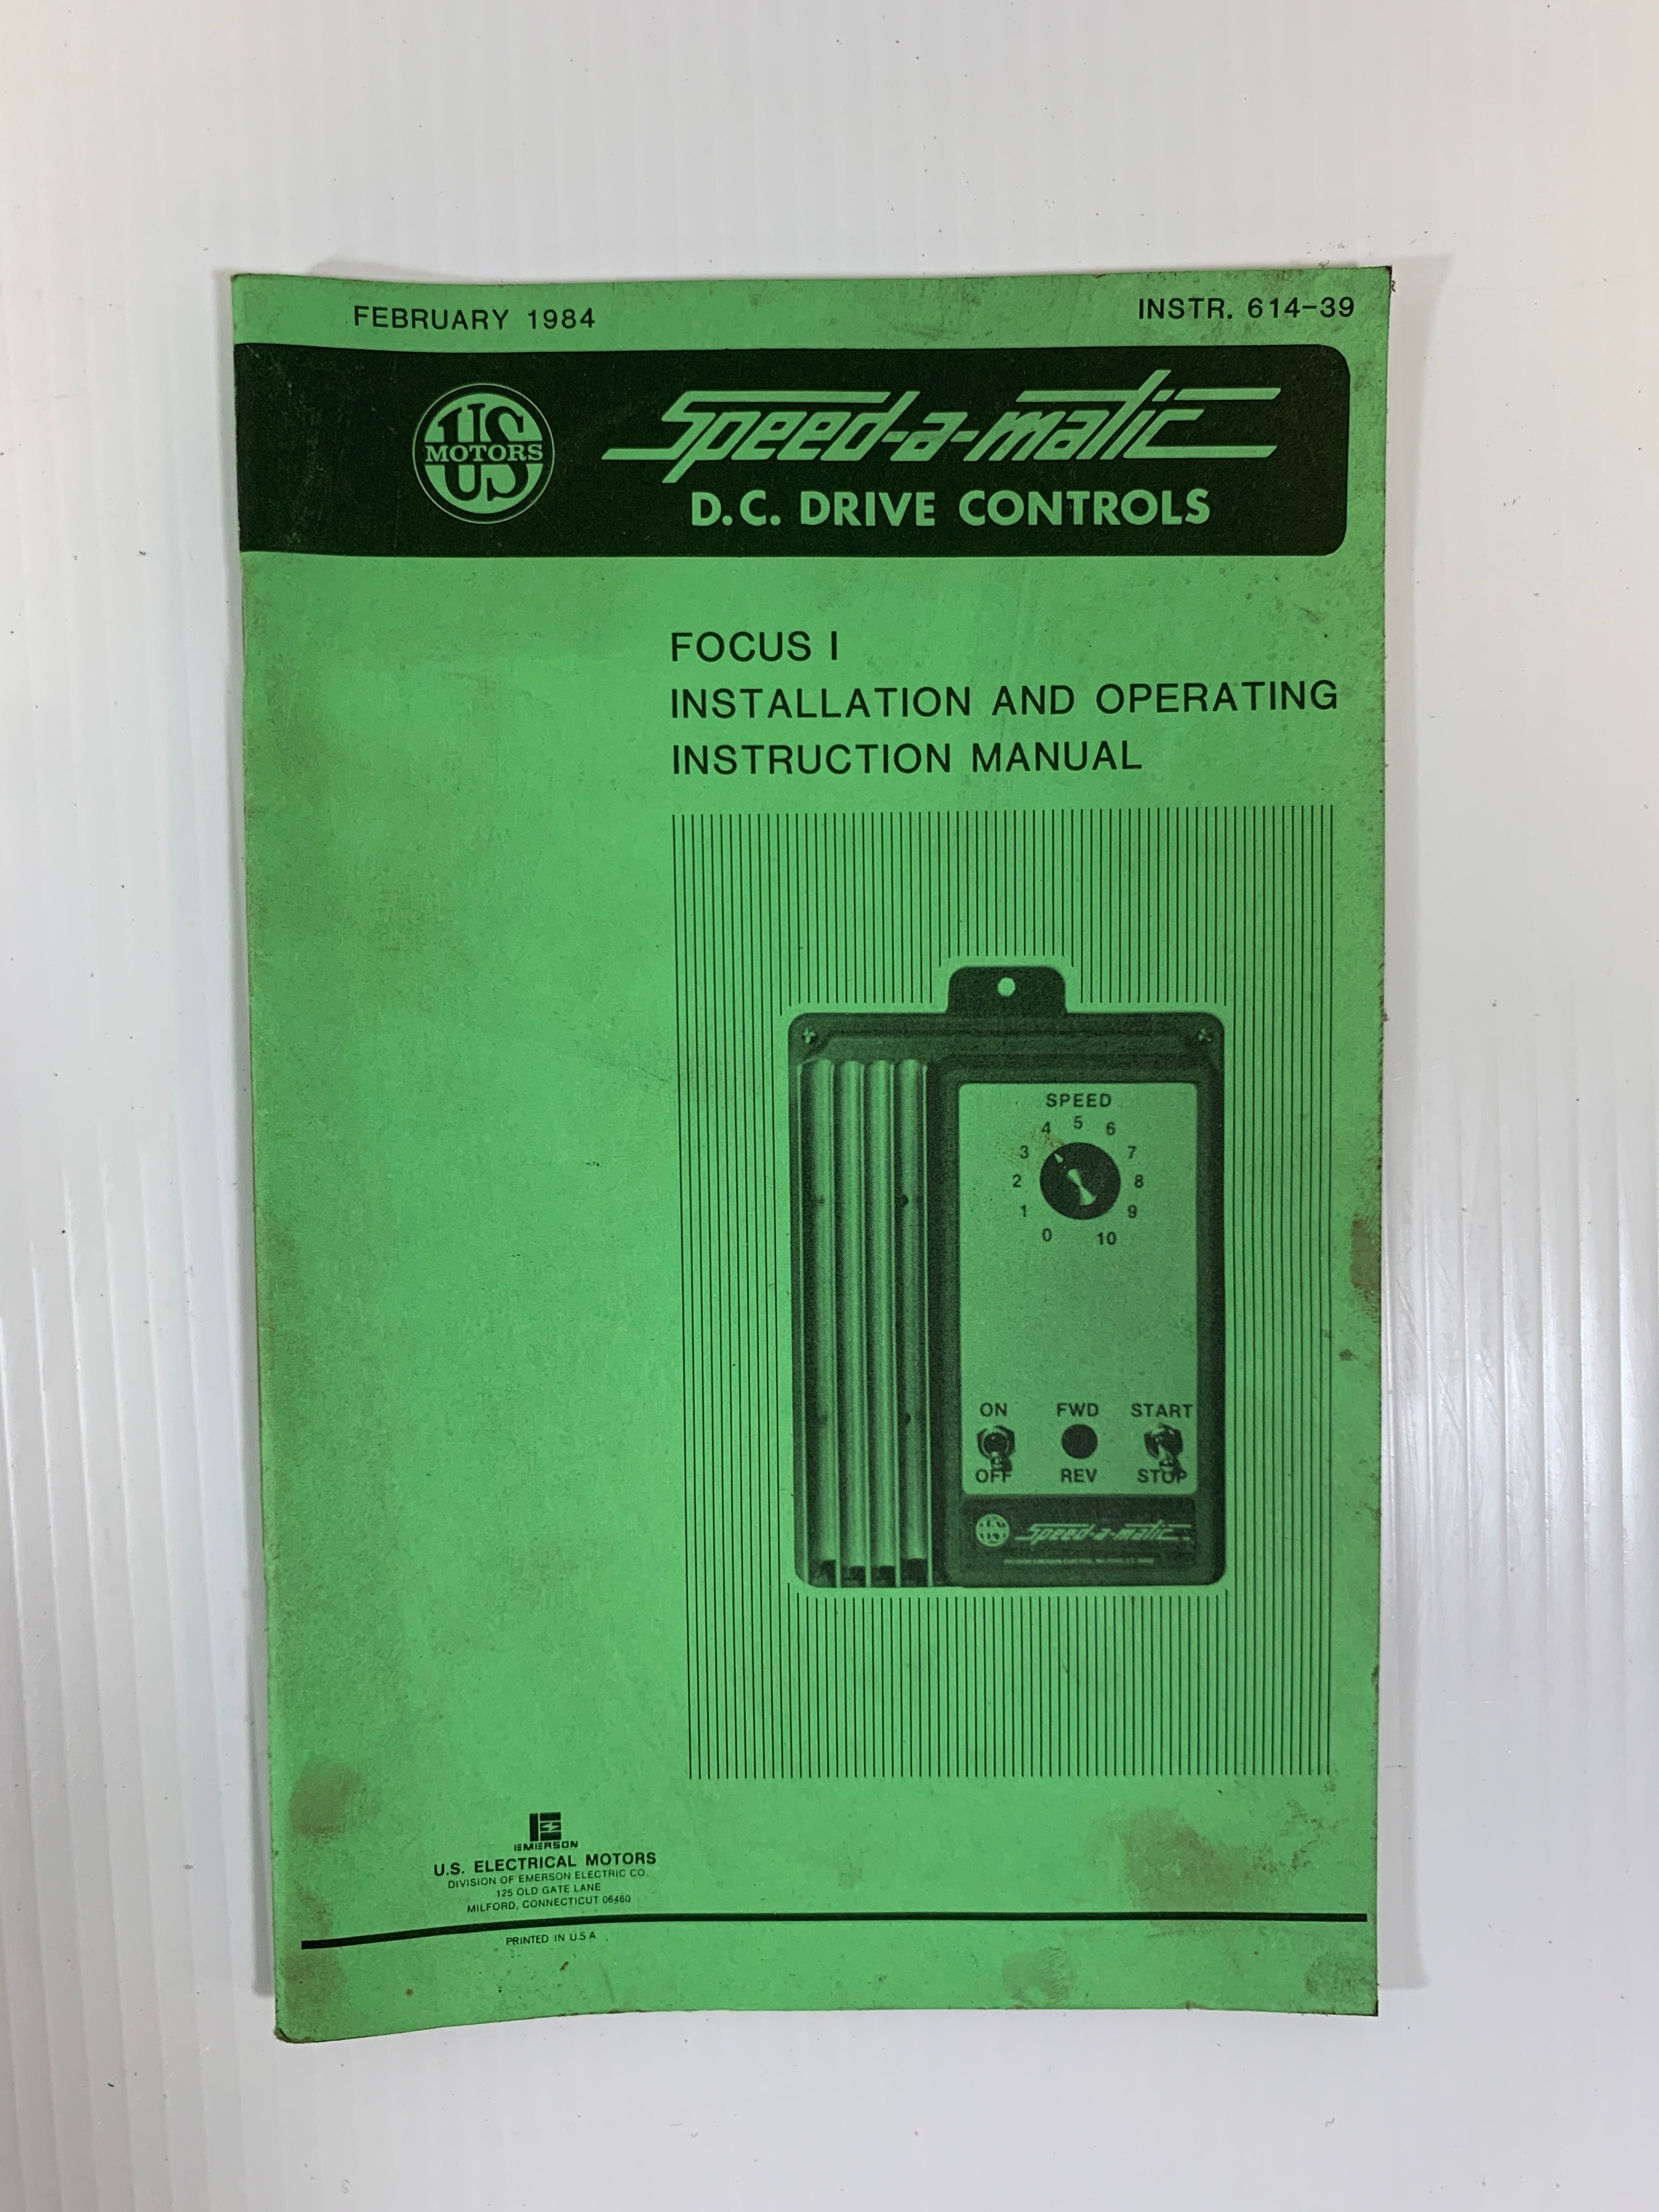 FEBRUARY 1984
INSTR. 614-39
US
MOTORS
Speed-a-matic
D.C. DRIVE CONTROLS
FOCUS I
INSTALLATION AND OPERATING
INSTRUCTION MANUAL
SPEED
0 1 2 3 4 5 6 7 8 9 10
ON FWD START
OFF REV STOP
Speed-a-matic
EMERSON
U.S. ELECTRICAL MOTORS
DIVISION OF EMERSON ELECTRIC CO.
125 OLD GATE LANE
MILFORD, CONNECTICUT 06460
PRINTED IN U.S.A.